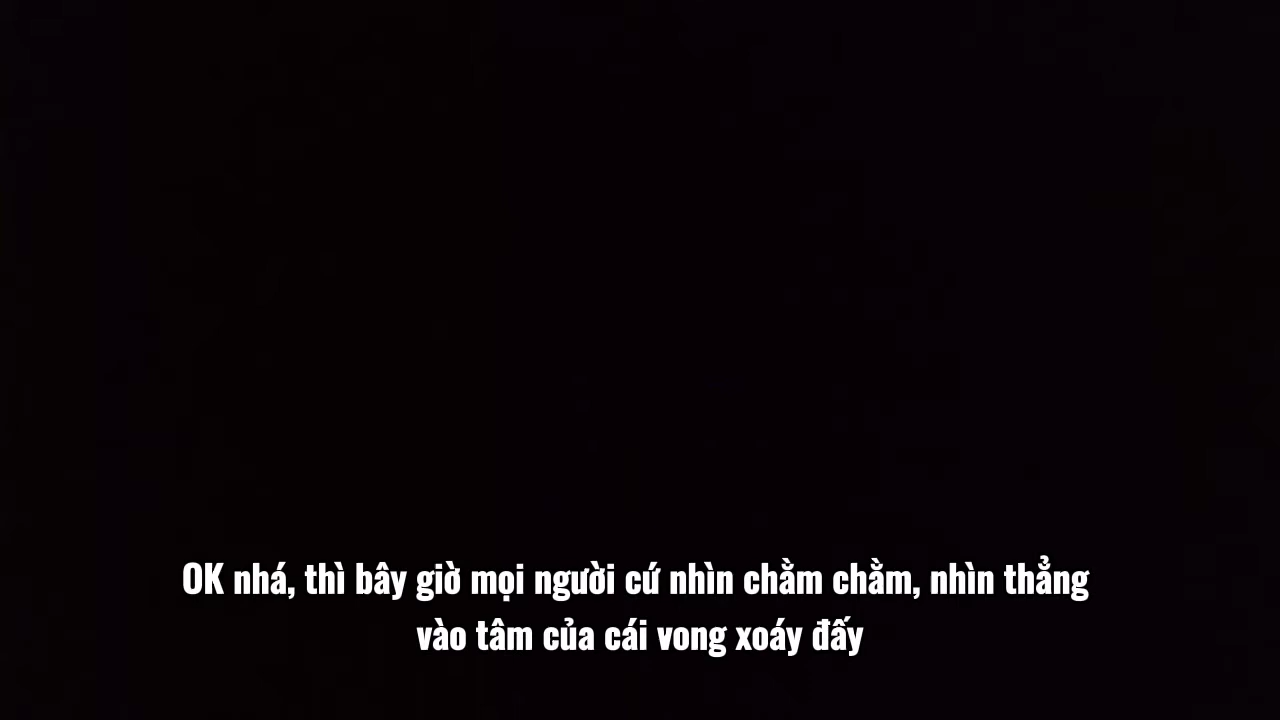 OK nhá, thì bây giờ mọi người cứ nhìn chằm chằm, nhìn thẳng
vào tâm của cái vong xoáy đấy